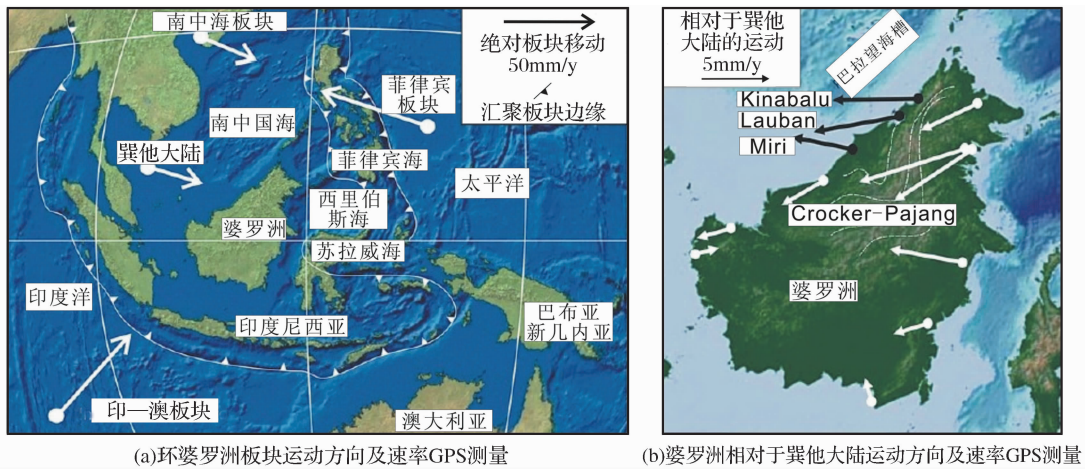 南中海板块
绝对板块移动
50mm/y
汇聚板块边缘
菲律宾
板块
南中国海
巽他大陆
菲律宾海
太平洋
西里伯
斯海
婆罗洲
苏拉威海
印度洋
印度尼西亚
巴布亚
新几内亚
印—澳板块
澳大利亚
(a)环婆罗洲板块运动方向及速率GPS测量
相对于巽他
大陆的运动
5mm/y
巴拉望海槽
Kinabalu
Lauban
Miri
Crocker-Pajang
婆罗洲
(b)婆罗洲相对于巽他大陆运动方向及速率GPS测量